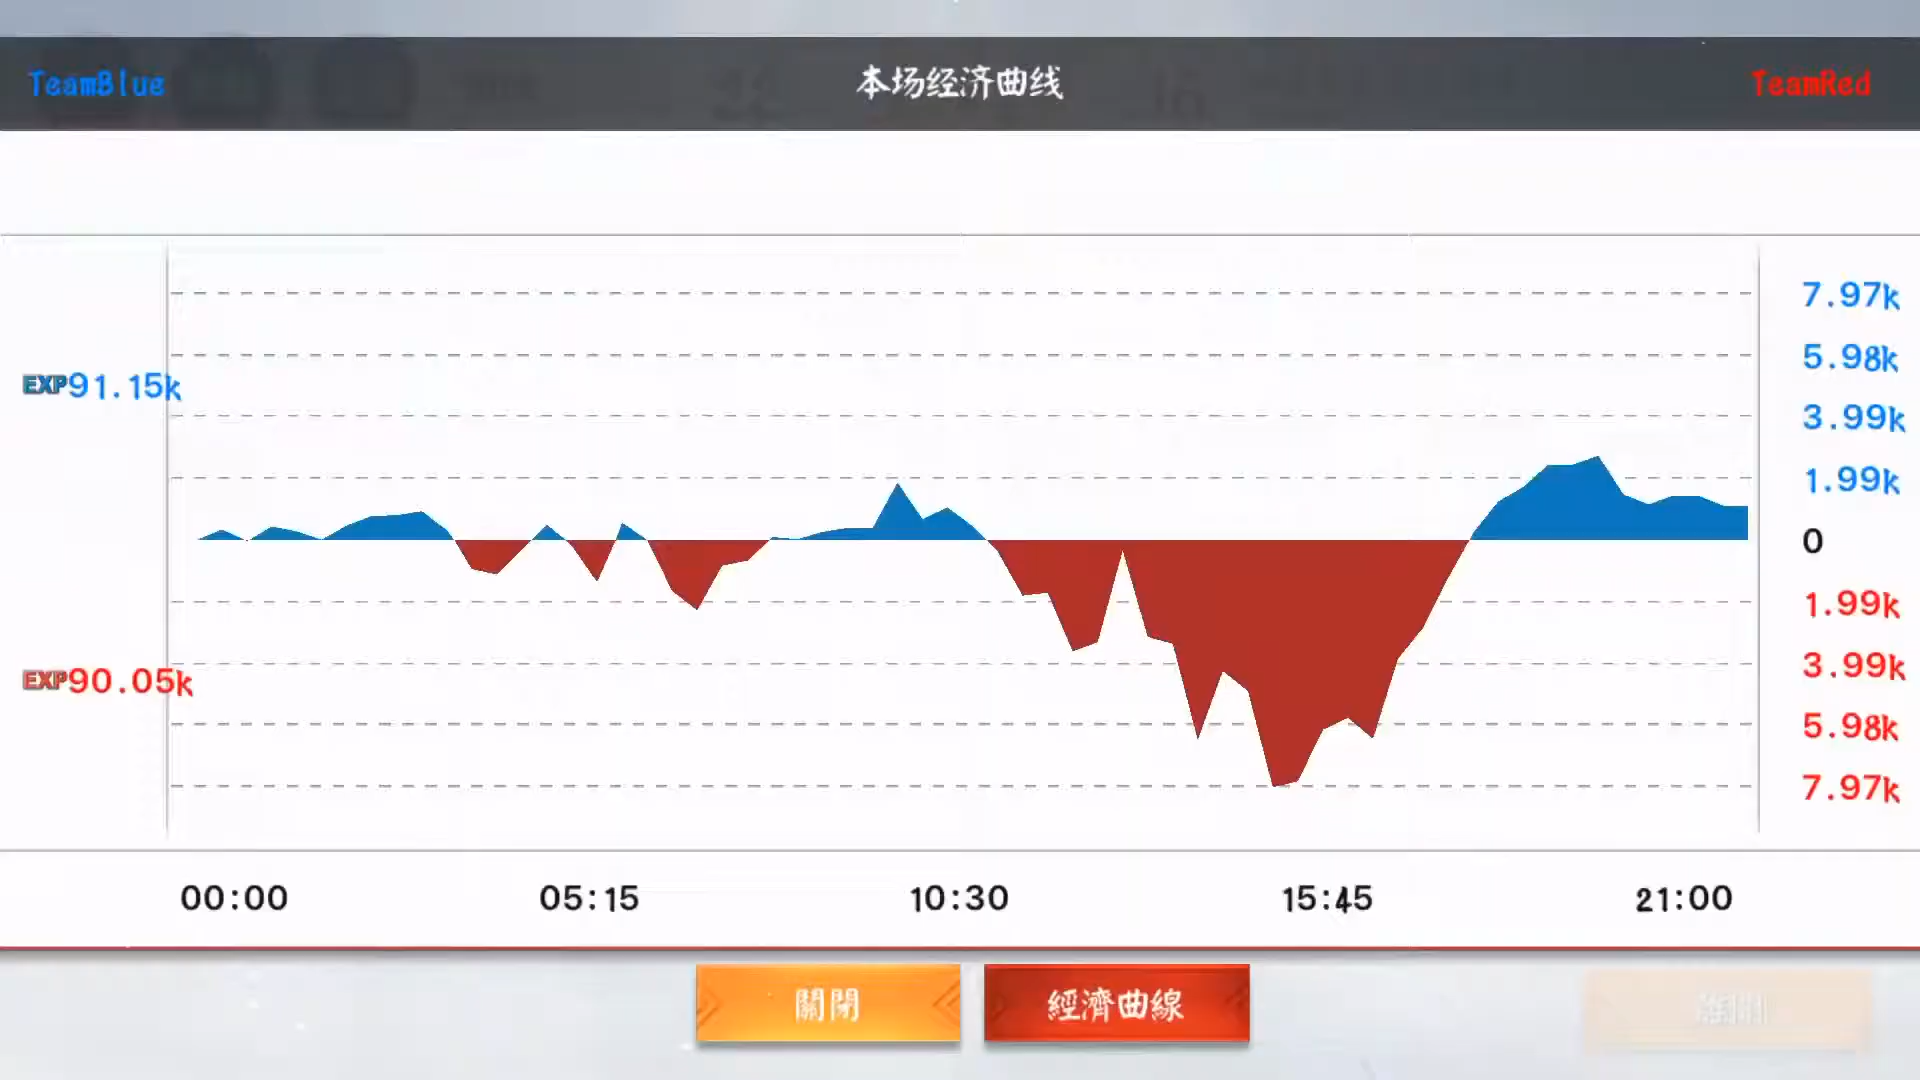 TeamBlue
本场经济曲线
TeamRed
7.97k
5.98k
EXP91.15k
3.99k
1.99k
0
1.99k
3.99k
EXP90.05k
5.98k
7.97k
00:00
05:15
10:30
15:45
21:00
關閉
經濟曲線